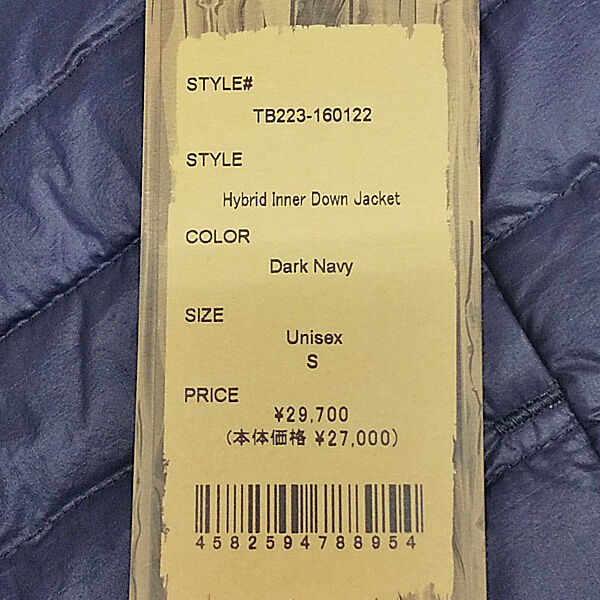 STYLE#
TB223-160122
STYLE
Hybrid Inner Down Jacket
COLOR
Dark Navy
SIZE
Unisex
S
PRICE
¥29,700
(本体価格 ¥27,000)
4582594788954